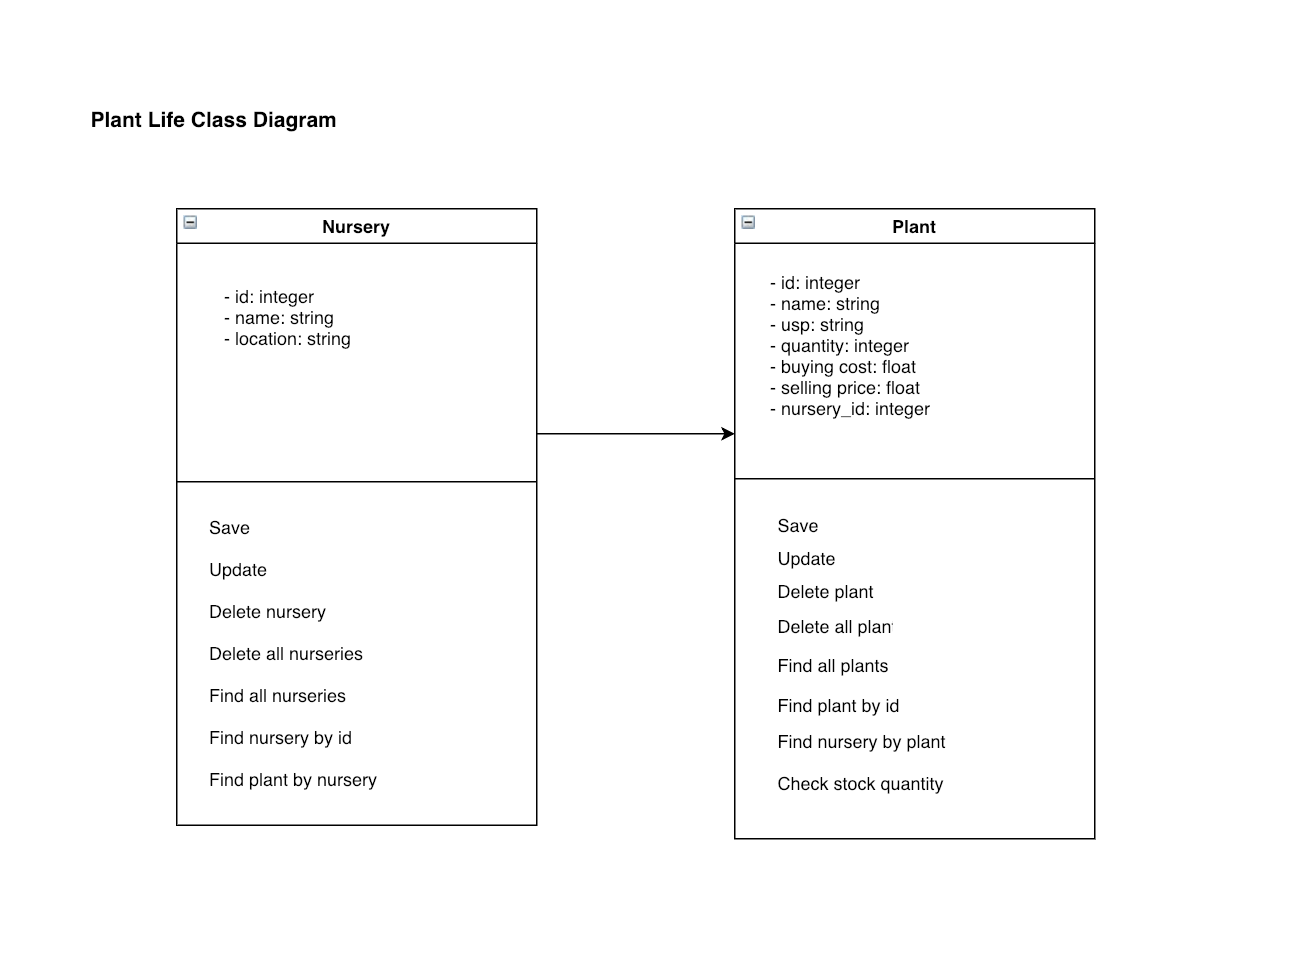 Plant Life Class Diagram
Nursery
- id: integer
- name: string
- location: string
Save
Update
Delete nursery
Delete all nurseries
Find all nurseries
Find nursery by id
Find plant by nursery
Plant
- id: integer
- name: string
- usp: string
- quantity: integer
- buying cost: float
- selling price: float
- nursery_id: integer
Save
Update
Delete plant
Delete all plan
Find all plants
Find plant by id
Find nursery by plant
Check stock quantity